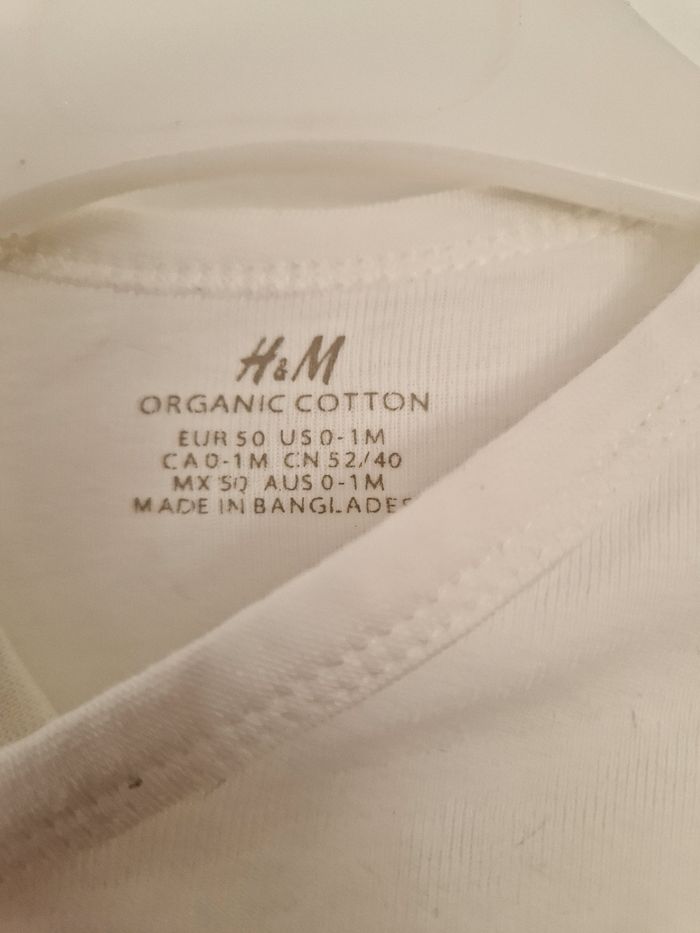 H&M
ORGANIC COTTON
EUR 50 US 0-1M
CA 0-1M CN 52/40
MX 50 AUS 0-1M
MADE IN